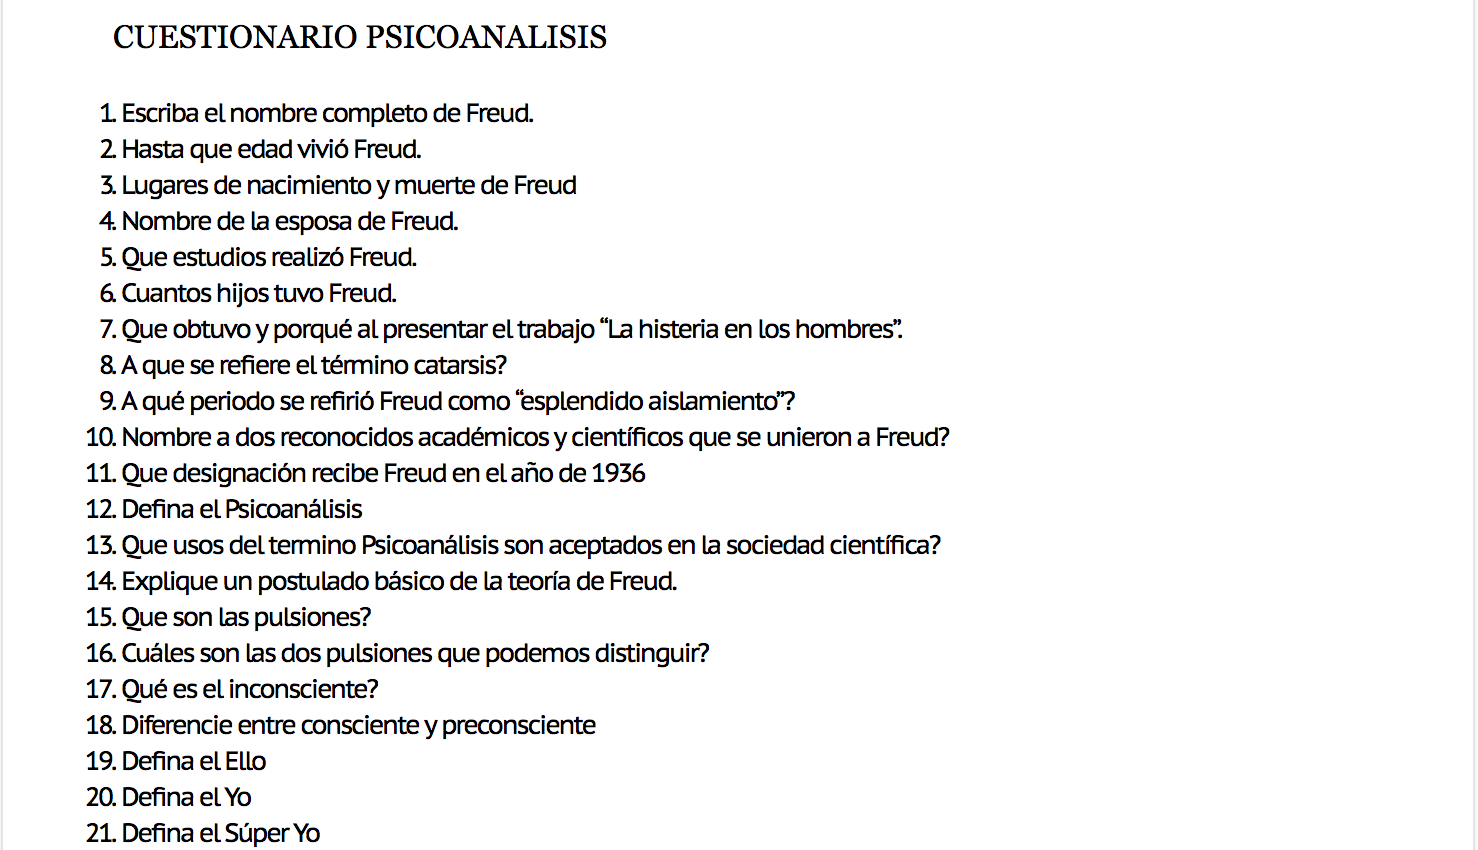 CUESTIONARIO PSICOANALISIS
1. Escriba el nombre completo de Freud.
2. Hasta que edad vivió Freud.
3. Lugares de nacimiento y muerte de Freud
4. Nombre de la esposa de Freud.
5. Que estudios realizó Freud.
6. Cuantos hijos tuvo Freud.
7. Que obtuvo y porqué al presentar el trabajo “La histeria en los hombres”.
8. A que se refiere el término catarsis?
9. A qué periodo se refirió Freud como “esplendido aislamiento”?
10. Nombre a dos reconocidos académicos y científicos que se unieron a Freud?
11. Que designación recibe Freud en el año de 1936
12. Defina el Psicoanálisis
13. Que usos del termino Psicoanálisis son aceptados en la sociedad científica?
14. Explique un postulado básico de la teoría de Freud.
15. Que son las pulsiones?
16. Cuáles son las dos pulsiones que podemos distinguir?
17. Qué es el inconsciente?
18. Diferencie entre consciente y preconsciente
19. Defina el Ello
20. Defina el Yo
21. Defina el Súper Yo